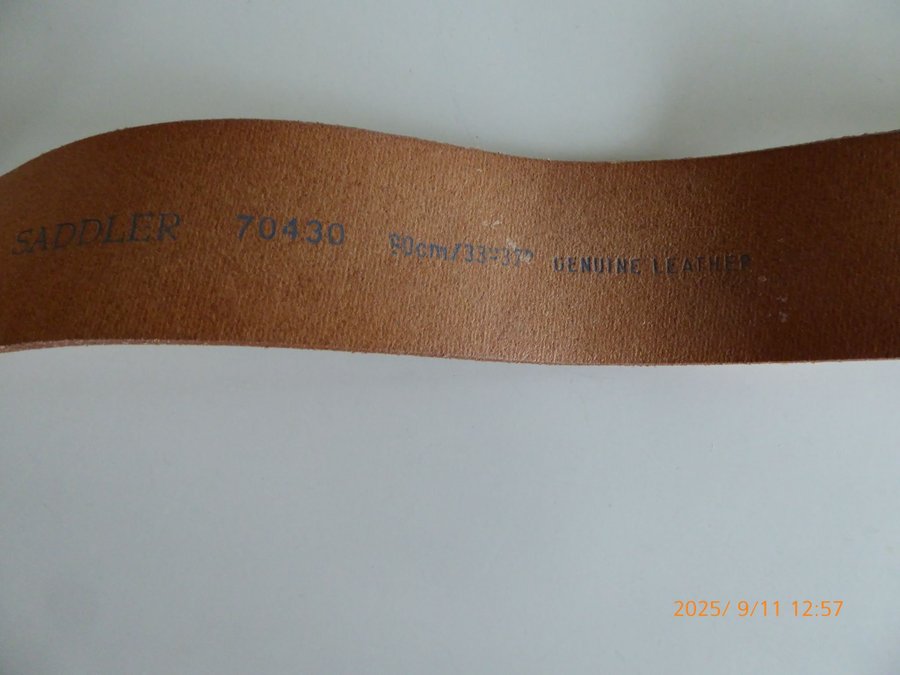 SADDLER 70430 90cm/33"37" GENUINE LEATHER
2025/ 9/11 12:57